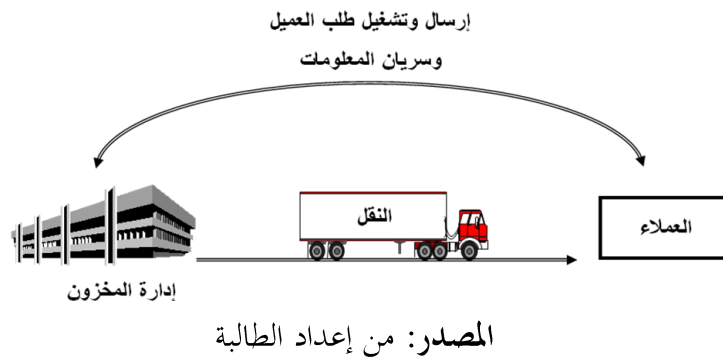 إرسال وتشغيل طلب العميل
وسريان المعلومات
النقل
العملاء
إدارة المخزون
المصدر: من إعداد الطالبة